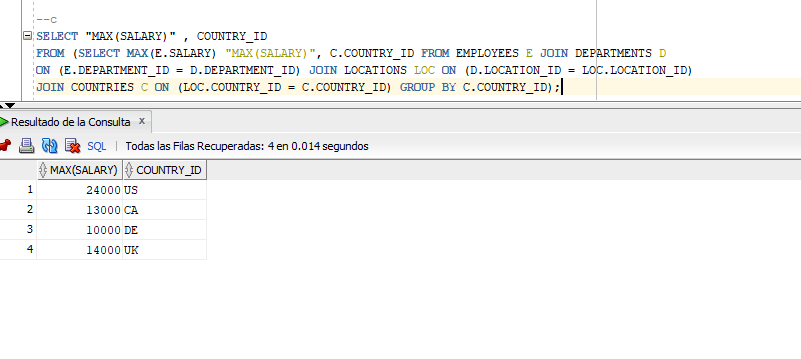 --c
SELECT "MAX(SALARY)" , COUNTRY_ID
FROM (SELECT MAX(E.SALARY) "MAX(SALARY)", C.COUNTRY_ID FROM EMPLOYEES E JOIN DEPARTMENTS D
ON (E.DEPARTMENT_ID = D.DEPARTMENT_ID) JOIN LOCATIONS LOC ON (D.LOCATION_ID = LOC.LOCATION_ID)
JOIN COUNTRIES C ON (LOC.COUNTRY_ID = C.COUNTRY_ID) GROUP BY C.COUNTRY_ID);
Resultado de la Consulta x
SQL | Todas las Filas Recuperadas: 4 en 0.014 segundos
MAX(SALARY) COUNTRY_ID
1 24000 US
2 13000 CA
3 10000 DE
4 14000 UK